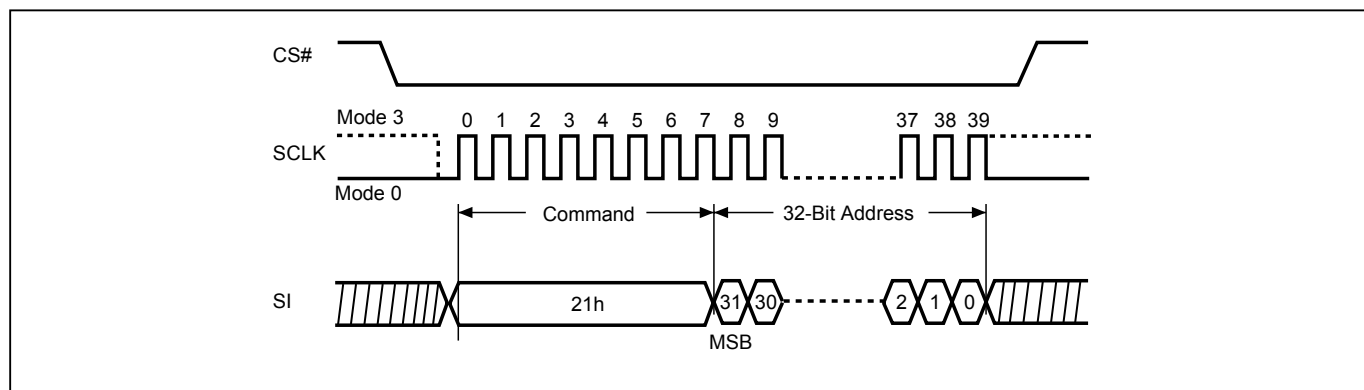 CS#
Mode 3
0 1 2 3 4 5 6 7 8 9 37 38 39
SCLK
Mode 0
Command 32-Bit Address
SI 21h 31 30 2 1 0
MSB